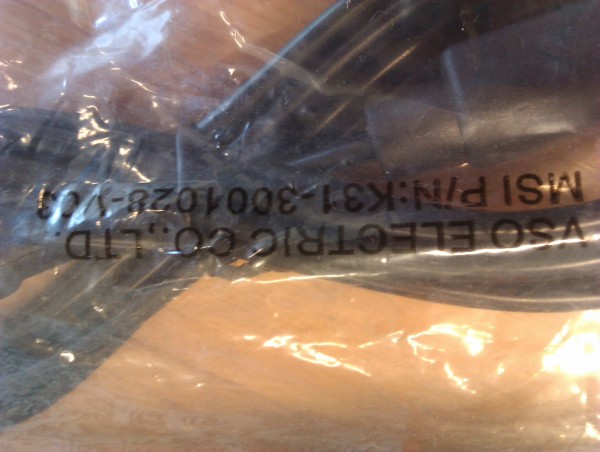 VSO ELECTRIC CO.,LTD.
MSI P/N:K31-3001028-V03